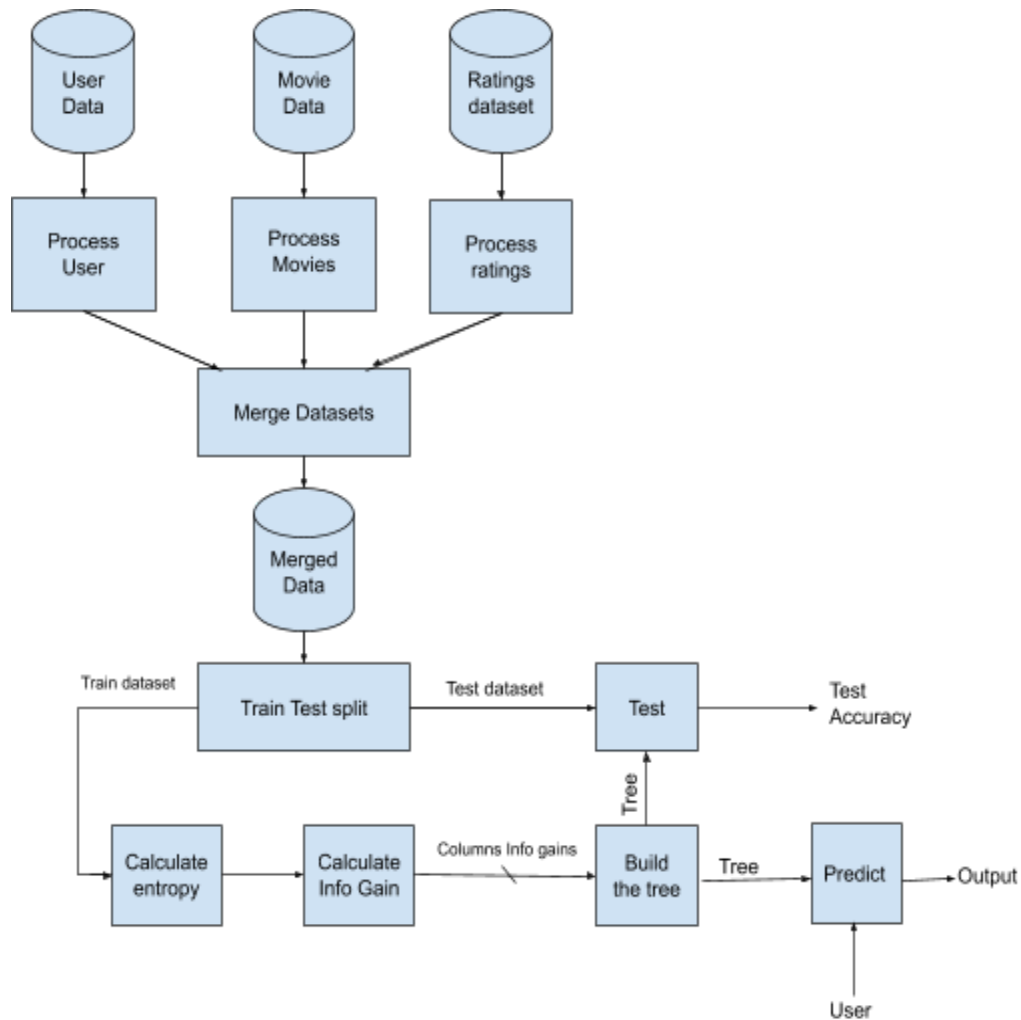 User
Data
Movie
Data
Ratings
dataset
Process
User
Process
Movies
Process
ratings
Merge Datasets
Merged
Data
Train dataset
Train Test split
Test dataset
Test
Test
Accuracy
Tree
Calculate
entropy
Calculate
Info Gain
Columns Info gains
Build
the tree
Tree
Predict
Output
User